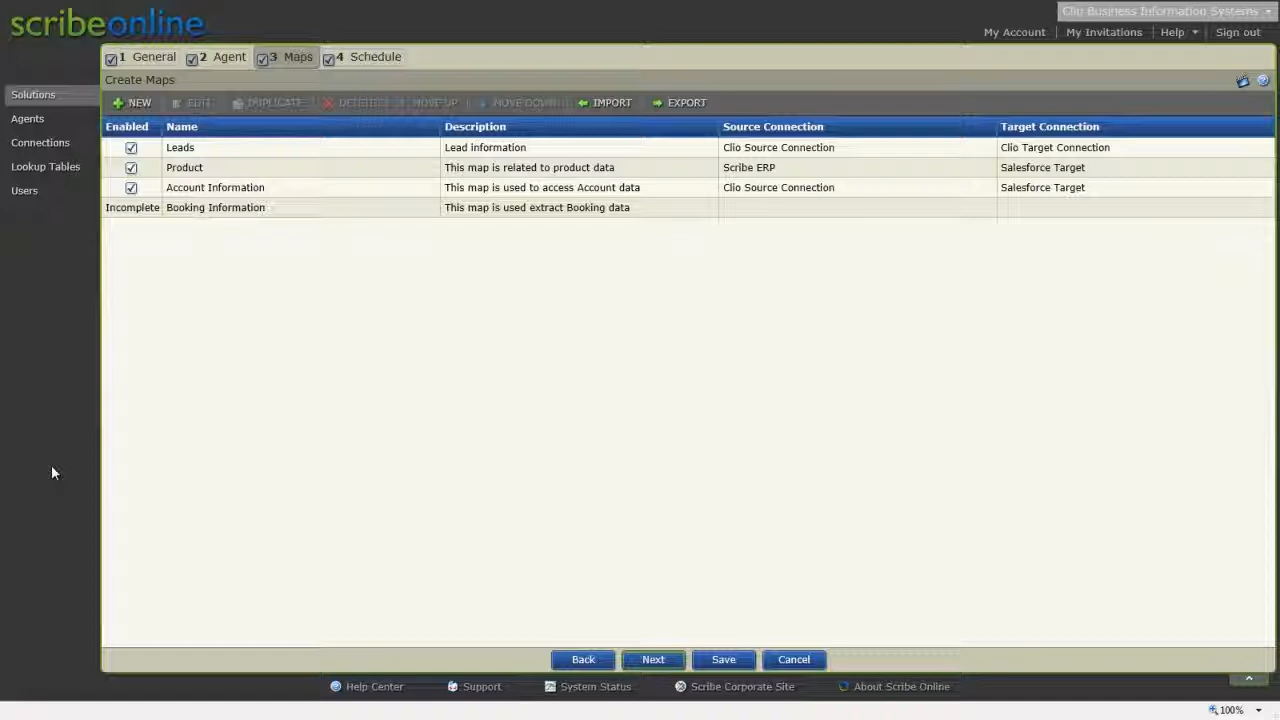 scribeonline
Clio Business Information Systems
My Account My Invitations Help Sign out
1 General 2 Agent 3 Maps 4 Schedule
Create Maps
NEW EDIT DUPLICATE DELETE MOVE UP MOVE DOWN IMPORT EXPORT
Enabled Name Description Source Connection Target Connection
Leads Lead information Clio Source Connection Clio Target Connection
Product This map is related to product data Scribe ERP Salesforce Target
Account Information This map is used to access Account data Clio Source Connection Salesforce Target
Incomplete Booking Information This map is used extract Booking data
Solutions
Agents
Connections
Lookup Tables
Users
Back Next Save Cancel
Help Center Support System Status Scribe Corporate Site About Scribe Online
100%